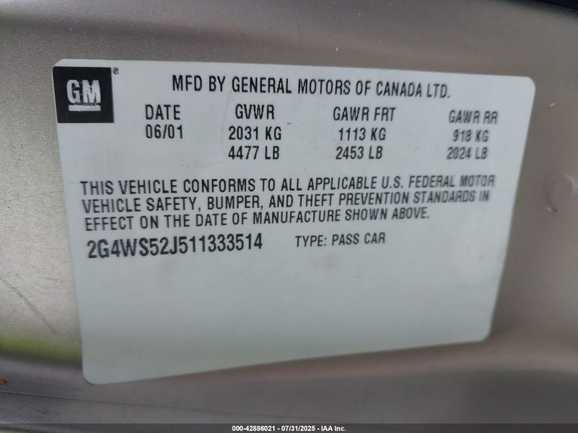 GM ®
MFD BY GENERAL MOTORS OF CANADA LTD.
DATE GVWR GAWR FRT GAWR RR
06/01 2031 KG 1113 KG 918 KG
4477 LB 2453 LB 2024 LB
THIS VEHICLE CONFORMS TO ALL APPLICABLE U.S. FEDERAL MOTOR
VEHICLE SAFETY, BUMPER, AND THEFT PREVENTION STANDARDS IN
EFFECT ON THE DATE OF MANUFACTURE SHOWN ABOVE.
2G4WS52J511333514 TYPE: PASS CAR
000-42886021 - 07/31/2025 - IAA Inc.